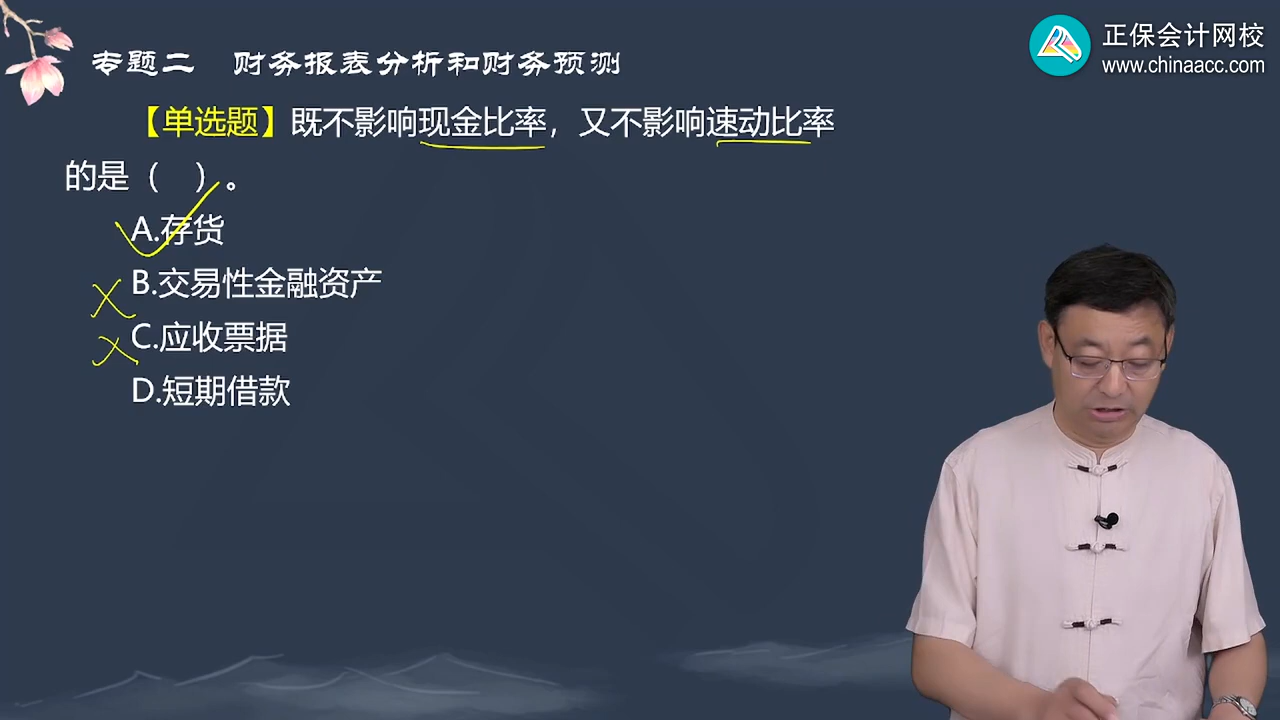 正保会计网校
www.chinaacc.com
专题二 财务报表分析和财务预测
【单选题】既不影响现金比率，又不影响速动比率
的是（ ）。
A.存货
B.交易性金融资产
C.应收票据
D.短期借款